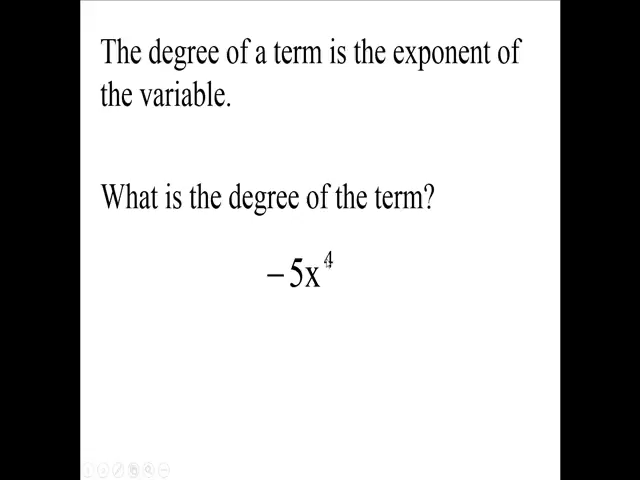 The degree of a term is the exponent of
the variable.
What is the degree of the term?
−5x⁴